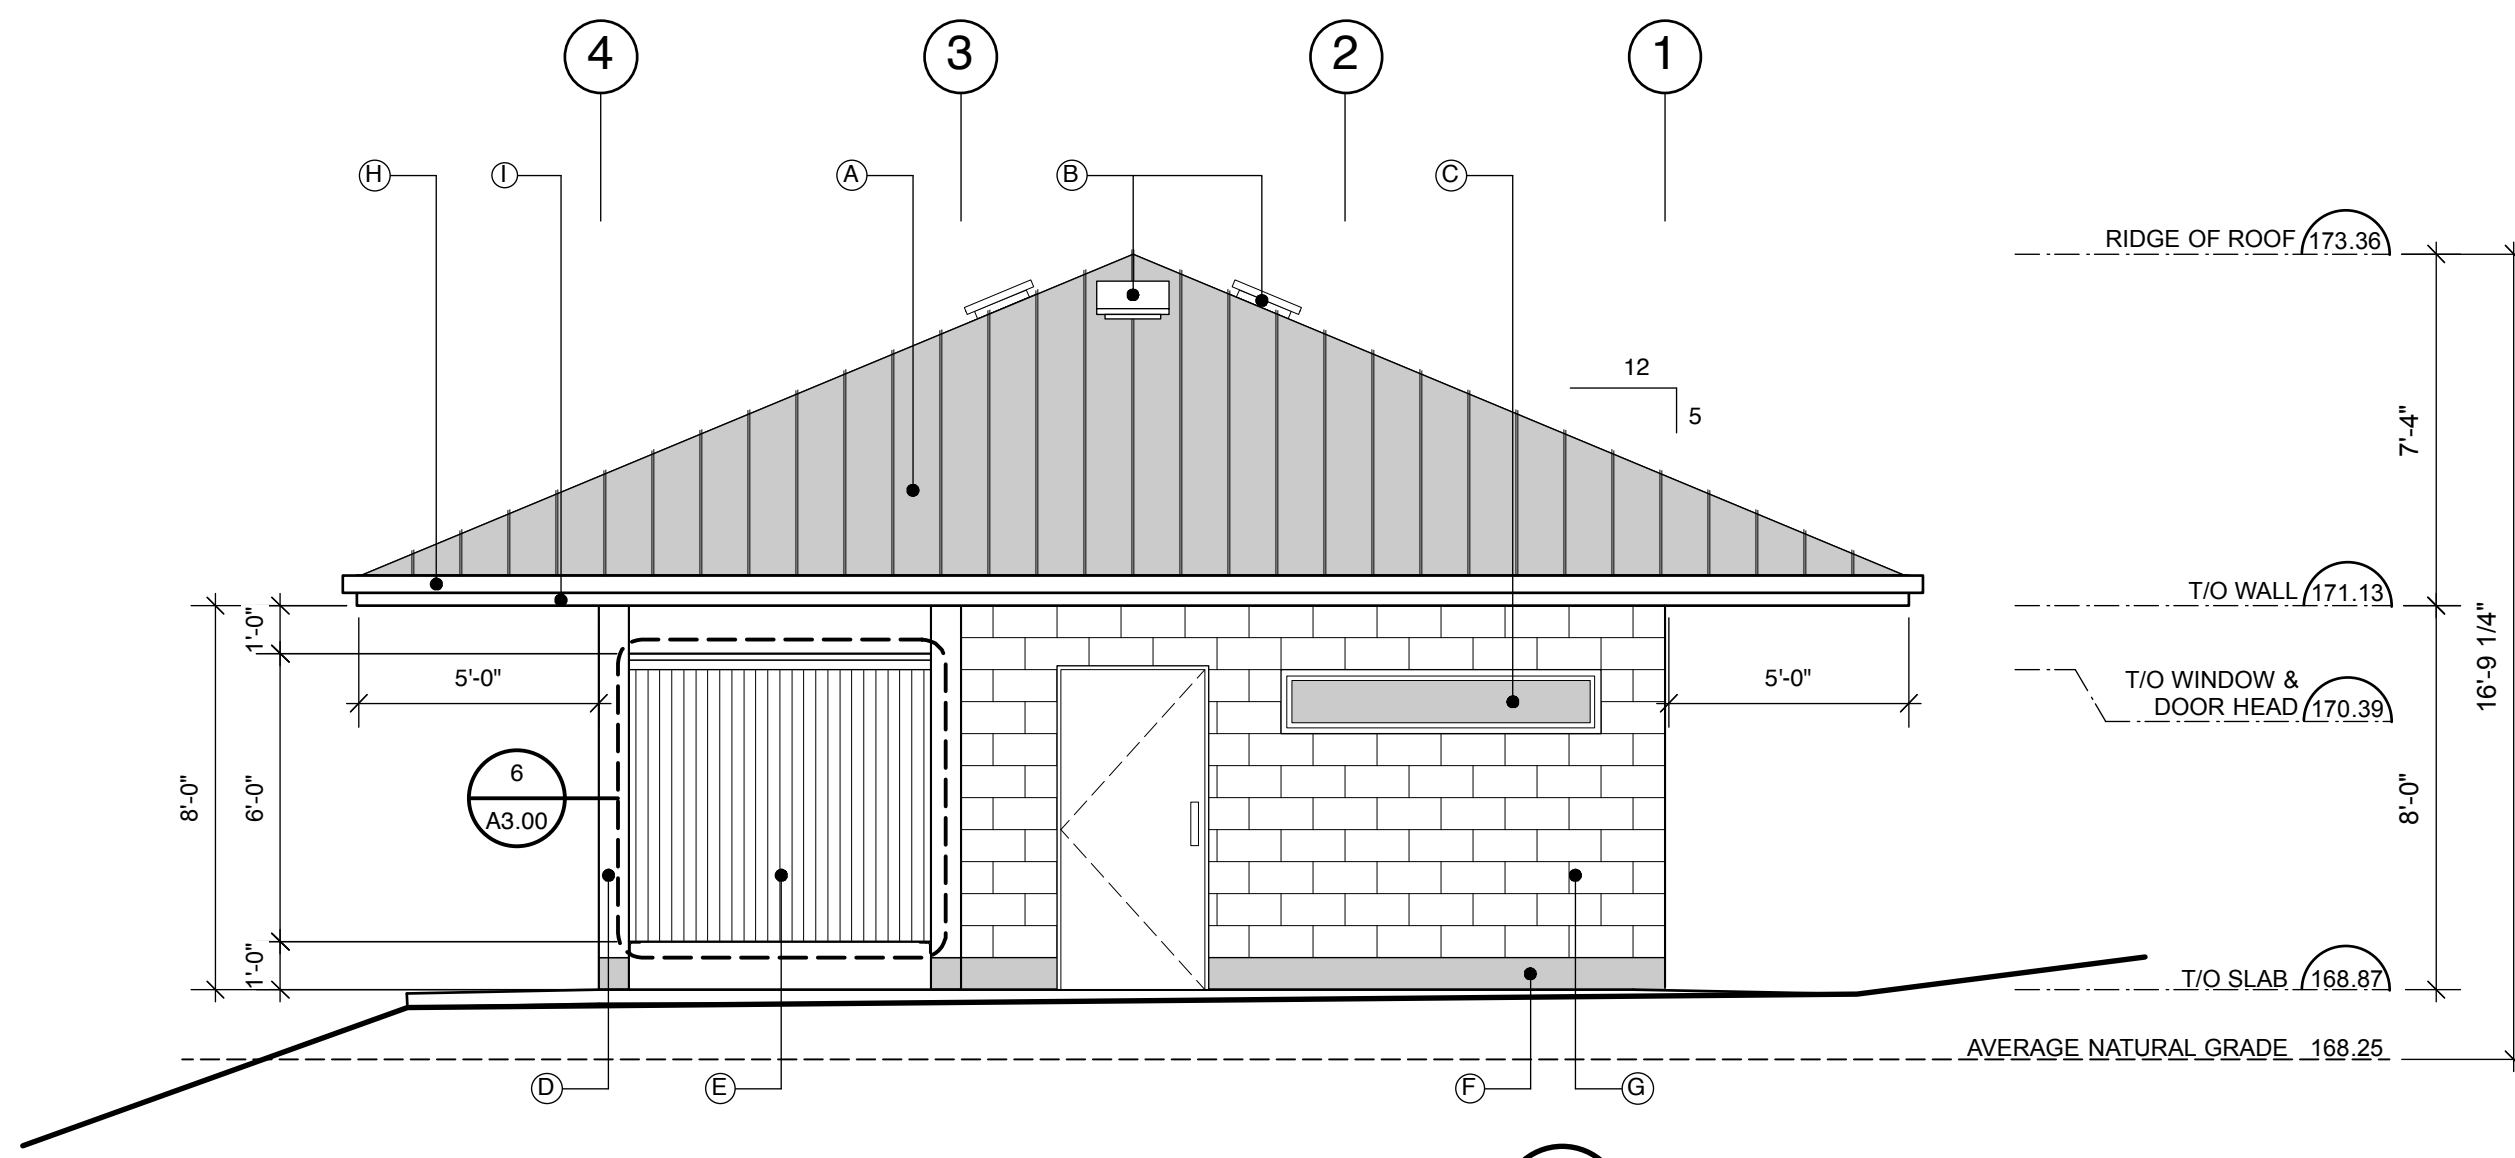 4
3
2
1
H
I
A
B
C
RIDGE OF ROOF 173.36
12
5
7'-4"
T/O WALL 171.13
1'-0"
5'-0"
5'-0"
T/O WINDOW &
DOOR HEAD 170.39
16'-9 1/4"
6
A3.00
8'-0"
6'-0"
8'-0"
1'-0"
T/O SLAB 168.87
AVERAGE NATURAL GRADE 168.25
D
E
F
G